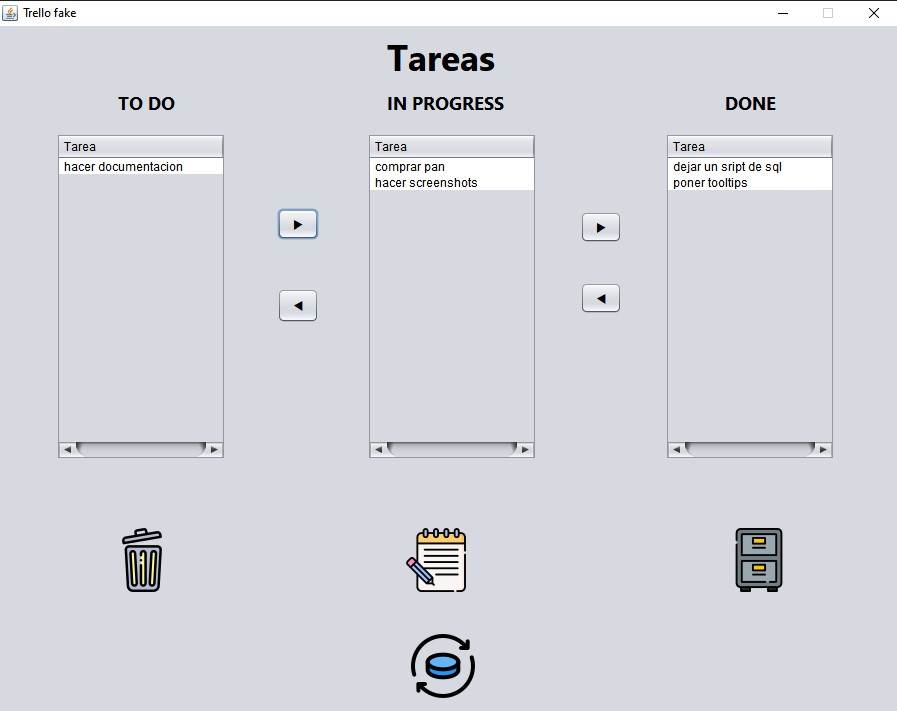 Trello fake
Tareas
TO DO
IN PROGRESS
DONE
Tarea
hacer documentacion
Tarea
comprar pan
hacer screenshots
Tarea
dejar un sript de sql
poner tooltips